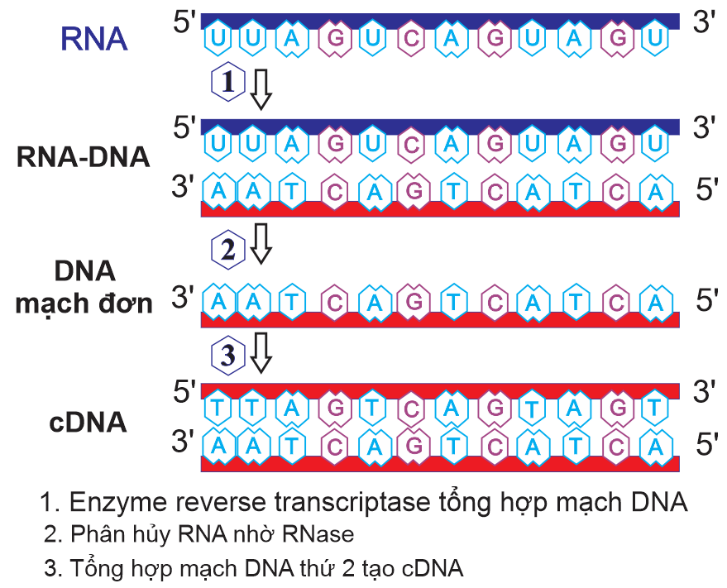 RNA 5' U U A G U C A G U A G U 3'
1
RNA-DNA
5' U U A G U C A G U A G U 3'
3' A A T C A G T C A T C A 5'
2
DNA
mạch đơn
3' A A T C A G T C A T C A 5'
3
cDNA
5' T T A G T C A G T A G T 3'
3' A A T C A G T C A T C A 5'
1. Enzyme reverse transcriptase tổng hợp mạch DNA
2. Phân hủy RNA nhờ RNase
3. Tổng hợp mạch DNA thứ 2 tạo cDNA